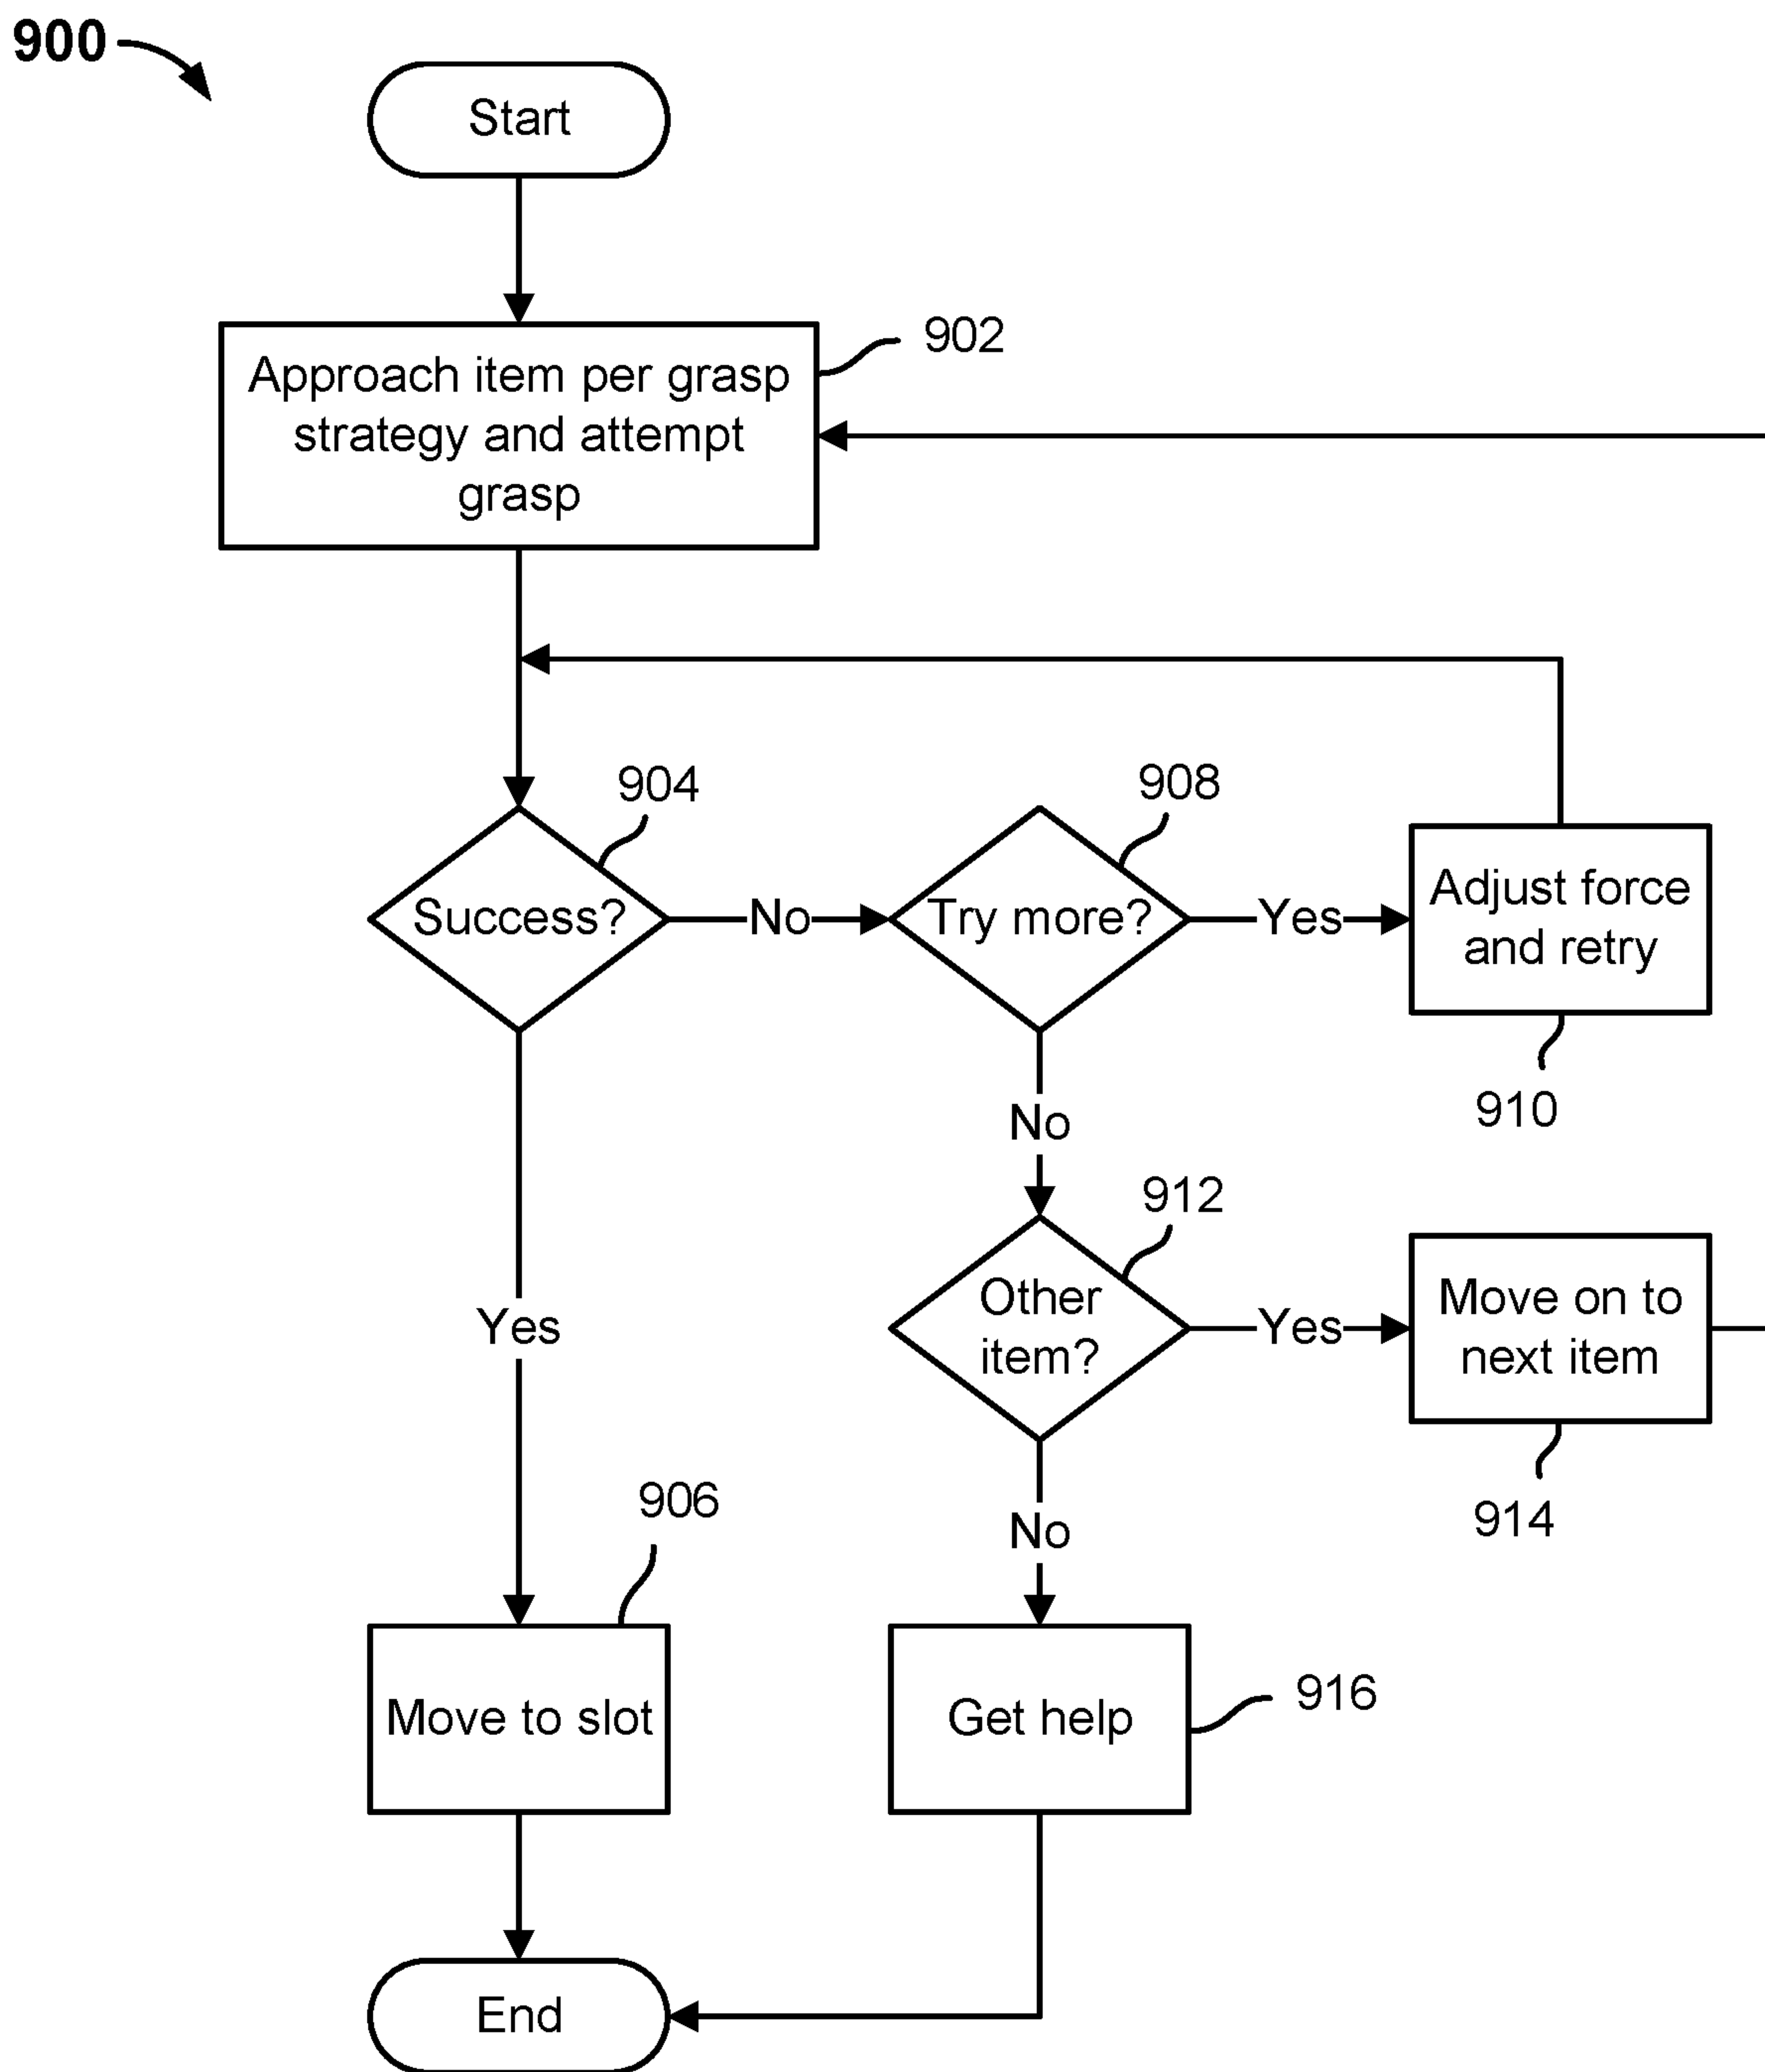 900
Start
902
Approach item per grasp
strategy and attempt
grasp
904
908
Success?
No
Try more?
Yes
Adjust force
and retry
910
No
912
Yes
Other
item?
Yes
Move on to
next item
914
906
No
Move to slot
Get help
916
End